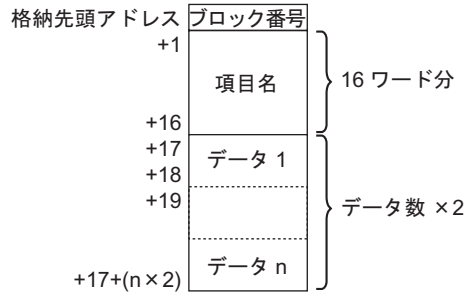 格納先頭アドレス ブロック番号
+1
項目名 16 ワード分
+16
+17
データ 1
+18
+19
データ数 ×2
データ n
+17+(n×2)